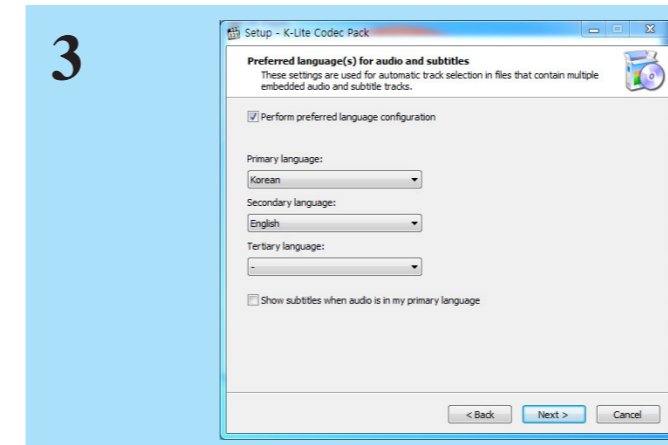 3
Setup - K-Lite Codec Pack
Preferred language(s) for audio and subtitles
These settings are used for automatic track selection in files that contain multiple
embedded audio and subtitle tracks.
Perform preferred language configuration
Primary language:
Korean
Secondary language:
English
Tertiary language:
-
Show subtitles when audio is in my primary language
< Back Next > Cancel